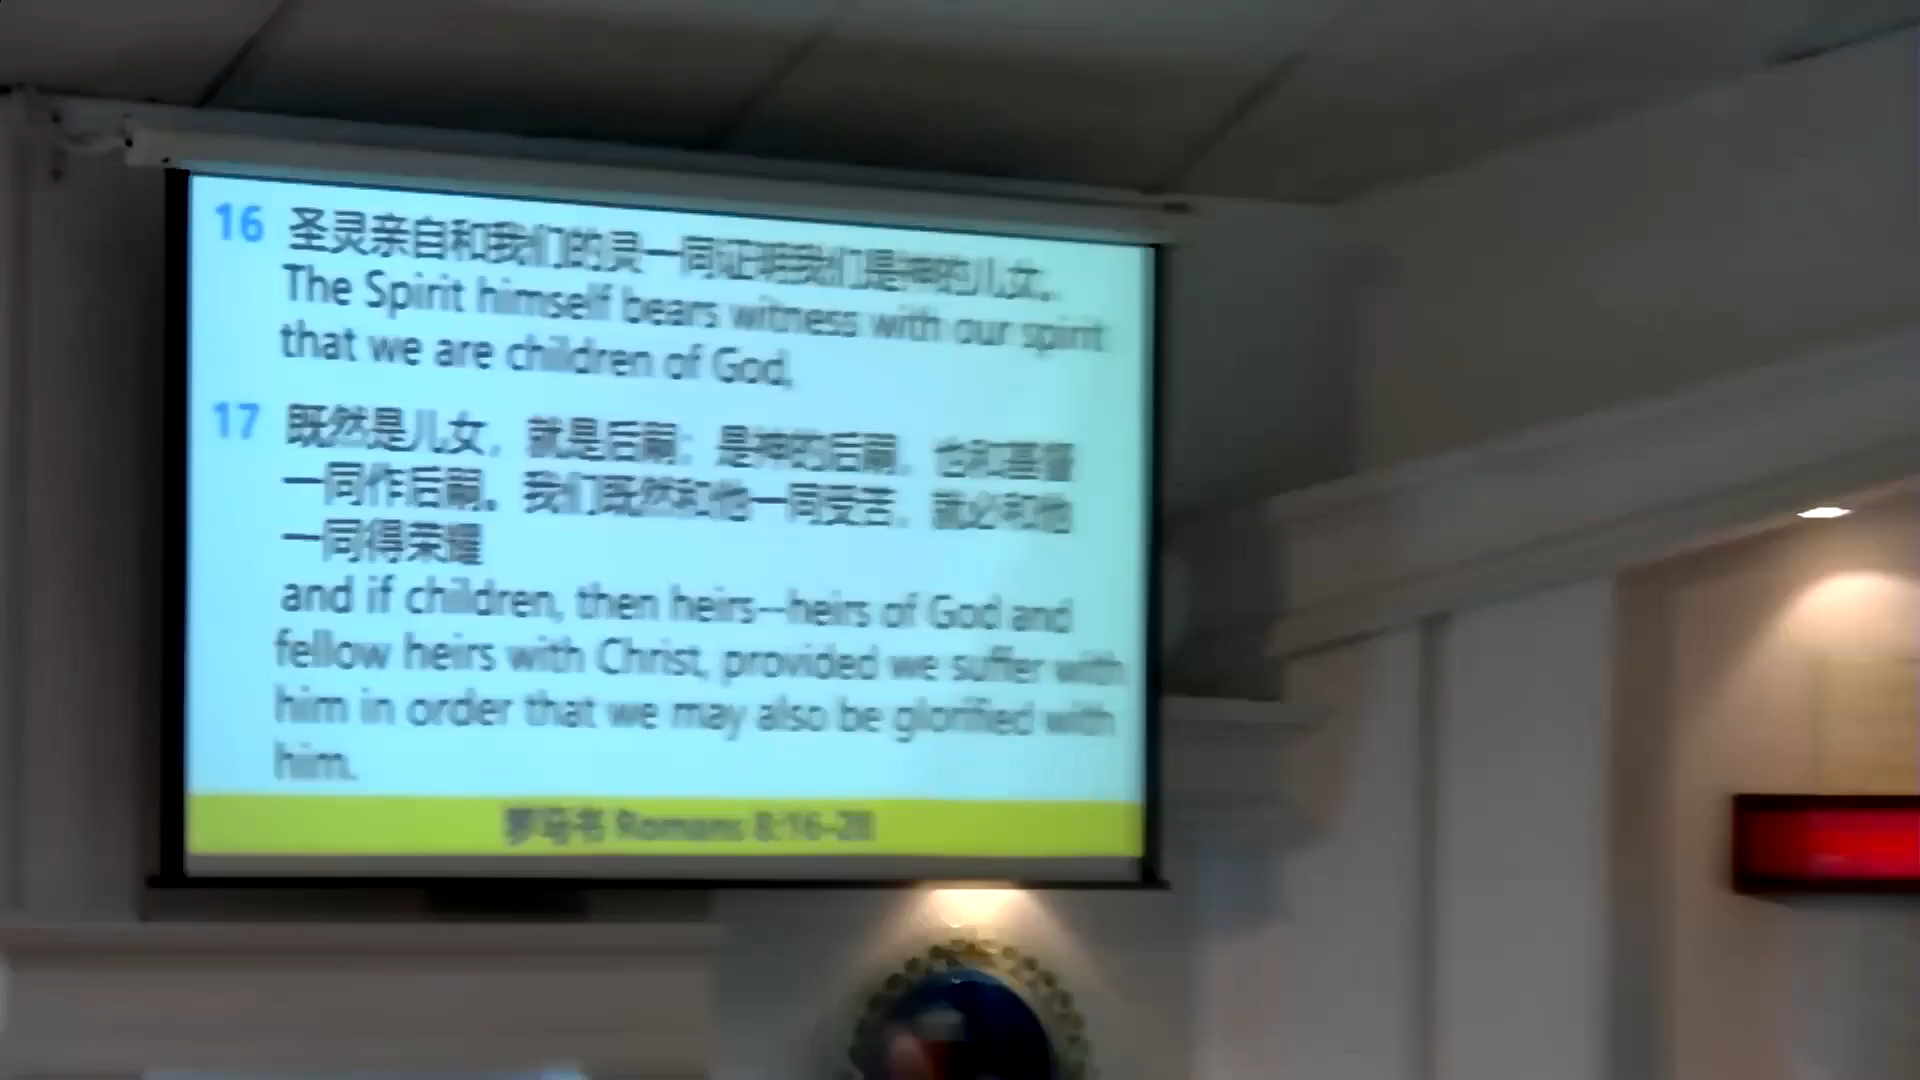 16 圣灵亲自和我们的灵一同证明我们是神的儿女。
The Spirit himself bears witness with our spirit
that we are children of God,
17 既然是儿女，就是后嗣；是神的后嗣，也和基督
一同作后嗣。我们既然和他一同受苦，就必和他
一同得荣耀
and if children, then heirs--heirs of God and
fellow heirs with Christ, provided we suffer with
him in order that we may also be glorified with
him.
罗马书 Romans 8:16-28